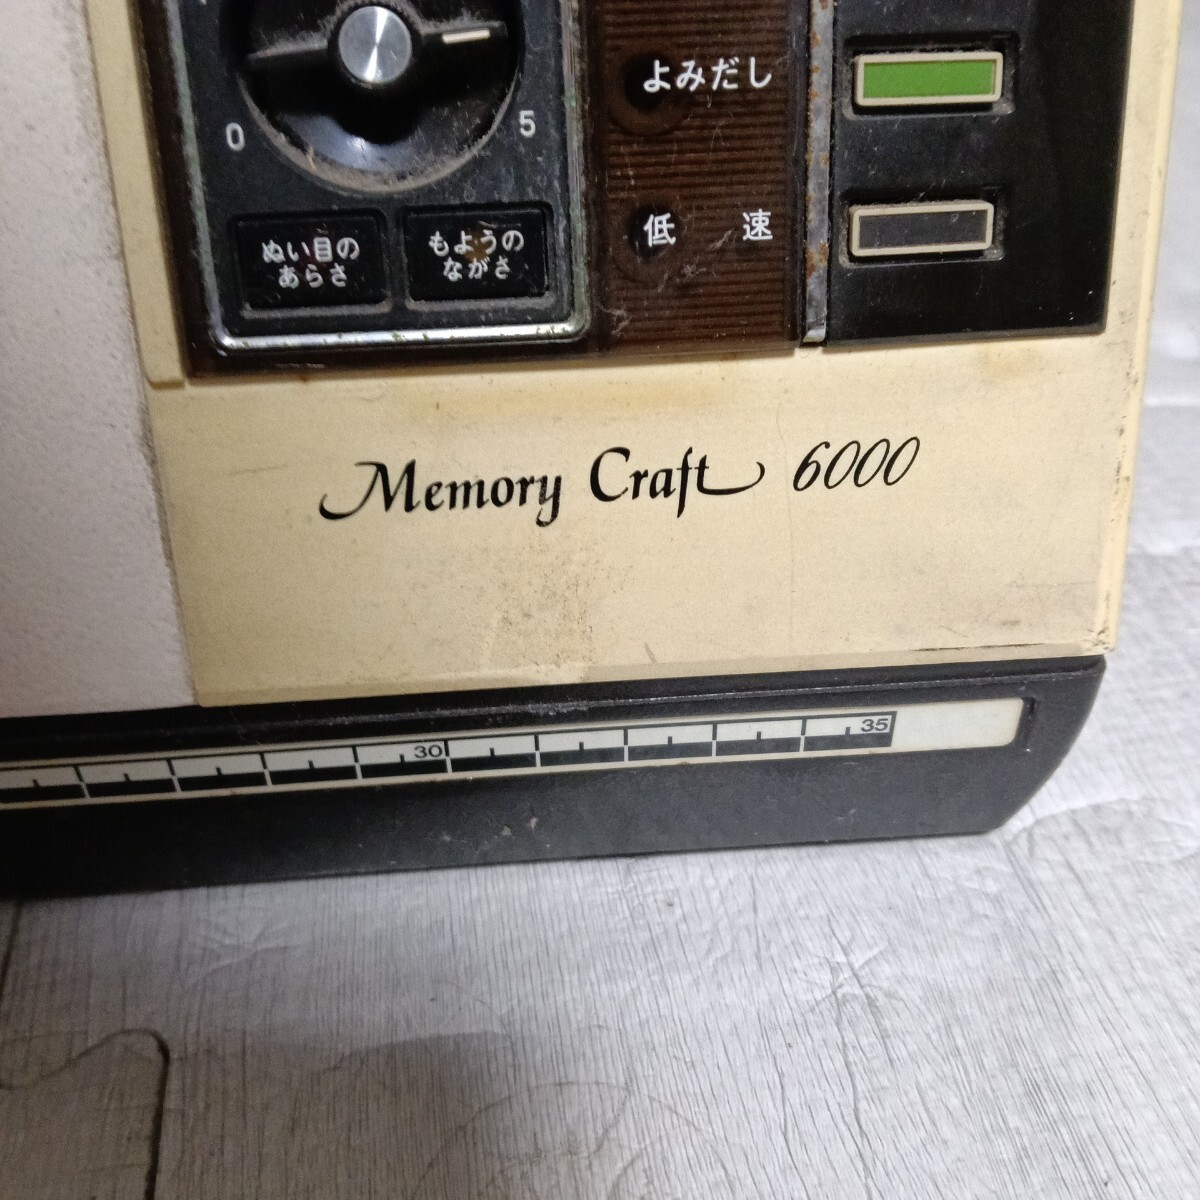 よみだし
0
5
低 速
ぬい目の
あらさ
もようの
ながさ
Memory Craft 6000
30
35